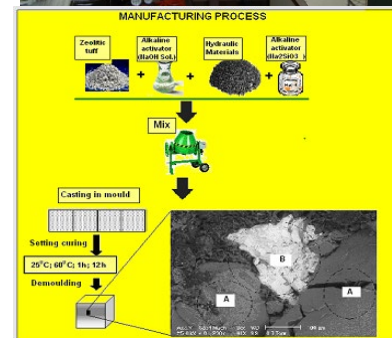 MANUFACTURING PROCESS
Zeolitic
tuff
Alkaline
activator
(NaOH Sol.)
Hydraulic
Materials
Alkaline
activator
(Na2SiO3
+
+
+
Mix
Casting in mould
Setting curing
25°C; 60°C 1h; 12h
Demoulding
B
A
A